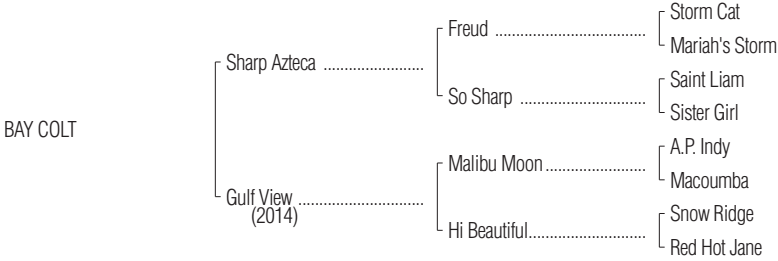 Storm Cat
Freud ..............................
Mariah's Storm
Sharp Azteca ....................
Saint Liam
So Sharp .........................
Sister Girl
BAY COLT
A.P. Indy
Malibu Moon ....................
Macoumba
Gulf View .........................
(2014)
Snow Ridge
Hi Beautiful.......................
Red Hot Jane